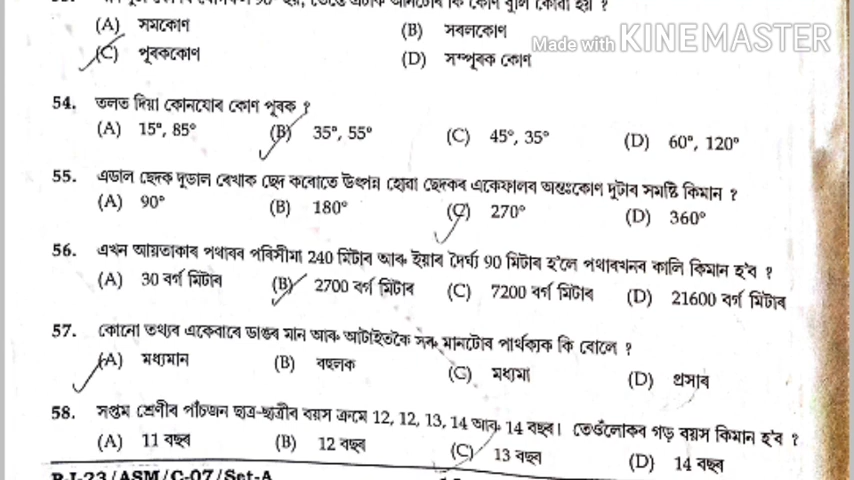 কোণ বুলি কোৱা হয় ?
(A) সমকোণ (B) সৰলকোণ
Made with KINEMASTER
(C) পূৰককোণ (D) সম্পূৰক কোণ
54. তলত দিয়া কোনযোৰ কোণ পূৰক ?
(A) 15°, 85° (B) 35°, 55° (C) 45°, 35° (D) 60°, 120°
55. এডাল ছেদক দুডাল ৰেখাক ছেদ কৰোতে উৎপন্ন হোৱা ছেদকৰ একেফালৰ অন্তঃকোণ দুটাৰ সমষ্টি কিমান ?
(A) 90° (B) 180° (C) 270° (D) 360°
56. এখন আয়তাকাৰ পথাৰৰ পৰিসীমা 240 মিটাৰ আৰু ইয়াৰ দৈৰ্ঘ্য 90 মিটাৰ হ'লে পথাৰখনৰ কালি কিমান হ'ব ?
(A) 30 বৰ্গ মিটাৰ (B) 2700 বৰ্গ মিটাৰ (C) 7200 বৰ্গ মিটাৰ (D) 21600 বৰ্গ মিটাৰ
57. কোনো তথ্যৰ একেবাৰে ডাঙৰ মান আৰু আটাইতকৈ সৰু মানটোৰ পাৰ্থক্যক কি বোলে ?
(A) মধ্যমান (B) বহুলক (C) মধ্যমা (D) প্ৰসাৰ
58. সপ্তম শ্ৰেণীৰ পাঁচজন ছাত্ৰ-ছাত্ৰীৰ বয়স ক্ৰমে 12, 12, 13, 14 আৰু 14 বছৰ। তেওঁলোকৰ গড় বয়স কিমান হ'ব ?
(A) 11 বছৰ (B) 12 বছৰ (C) 13 বছৰ (D) 14 বছৰ
B.J-23/ASM/C-07/Set-A